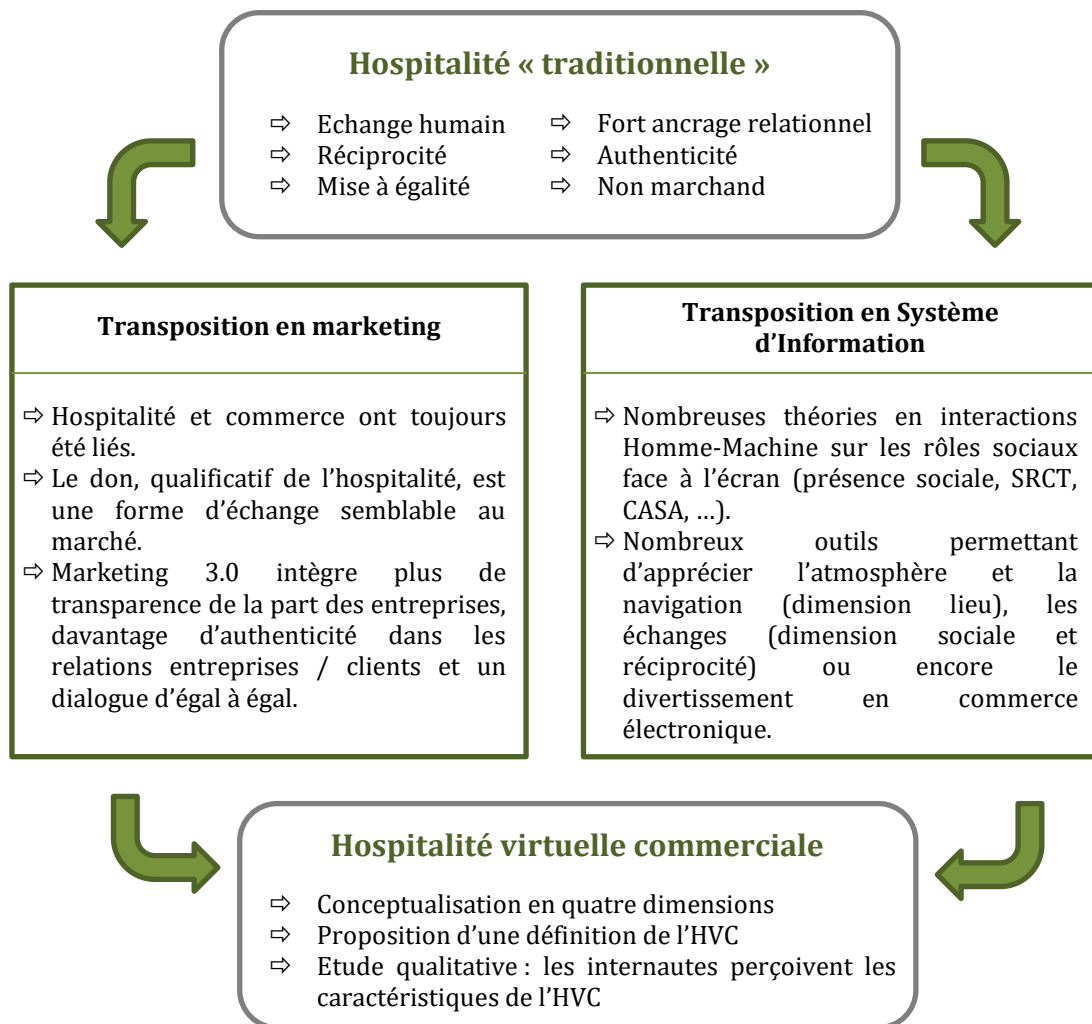 Hospitalité « traditionnelle »
⇨ Echange humain
⇨ Réciprocité
⇨ Mise à égalité
⇨ Fort ancrage relationnel
⇨ Authenticité
⇨ Non marchand
Transposition en marketing
⇨ Hospitalité et commerce ont toujours
été liés.
⇨ Le don, qualificatif de l’hospitalité, est
une forme d’échange semblable au
marché.
⇨ Marketing 3.0 intègre plus de
transparence de la part des entreprises,
davantage d’authenticité dans les
relations entreprises / clients et un
dialogue d’égal à égal.
Transposition en Système
d’Information
⇨ Nombreuses théories en interactions
Homme-Machine sur les rôles sociaux
face à l’écran (présence sociale, SRCT,
CASA, …).
⇨ Nombreux outils permettant
d’apprécier l’atmosphère et la
navigation (dimension lieu), les
échanges (dimension sociale et
réciprocité) ou encore le
divertissement en commerce
électronique.
Hospitalité virtuelle commerciale
⇨ Conceptualisation en quatre dimensions
⇨ Proposition d’une définition de l’HVC
⇨ Etude qualitative : les internautes perçoivent les
caractéristiques de l’HVC